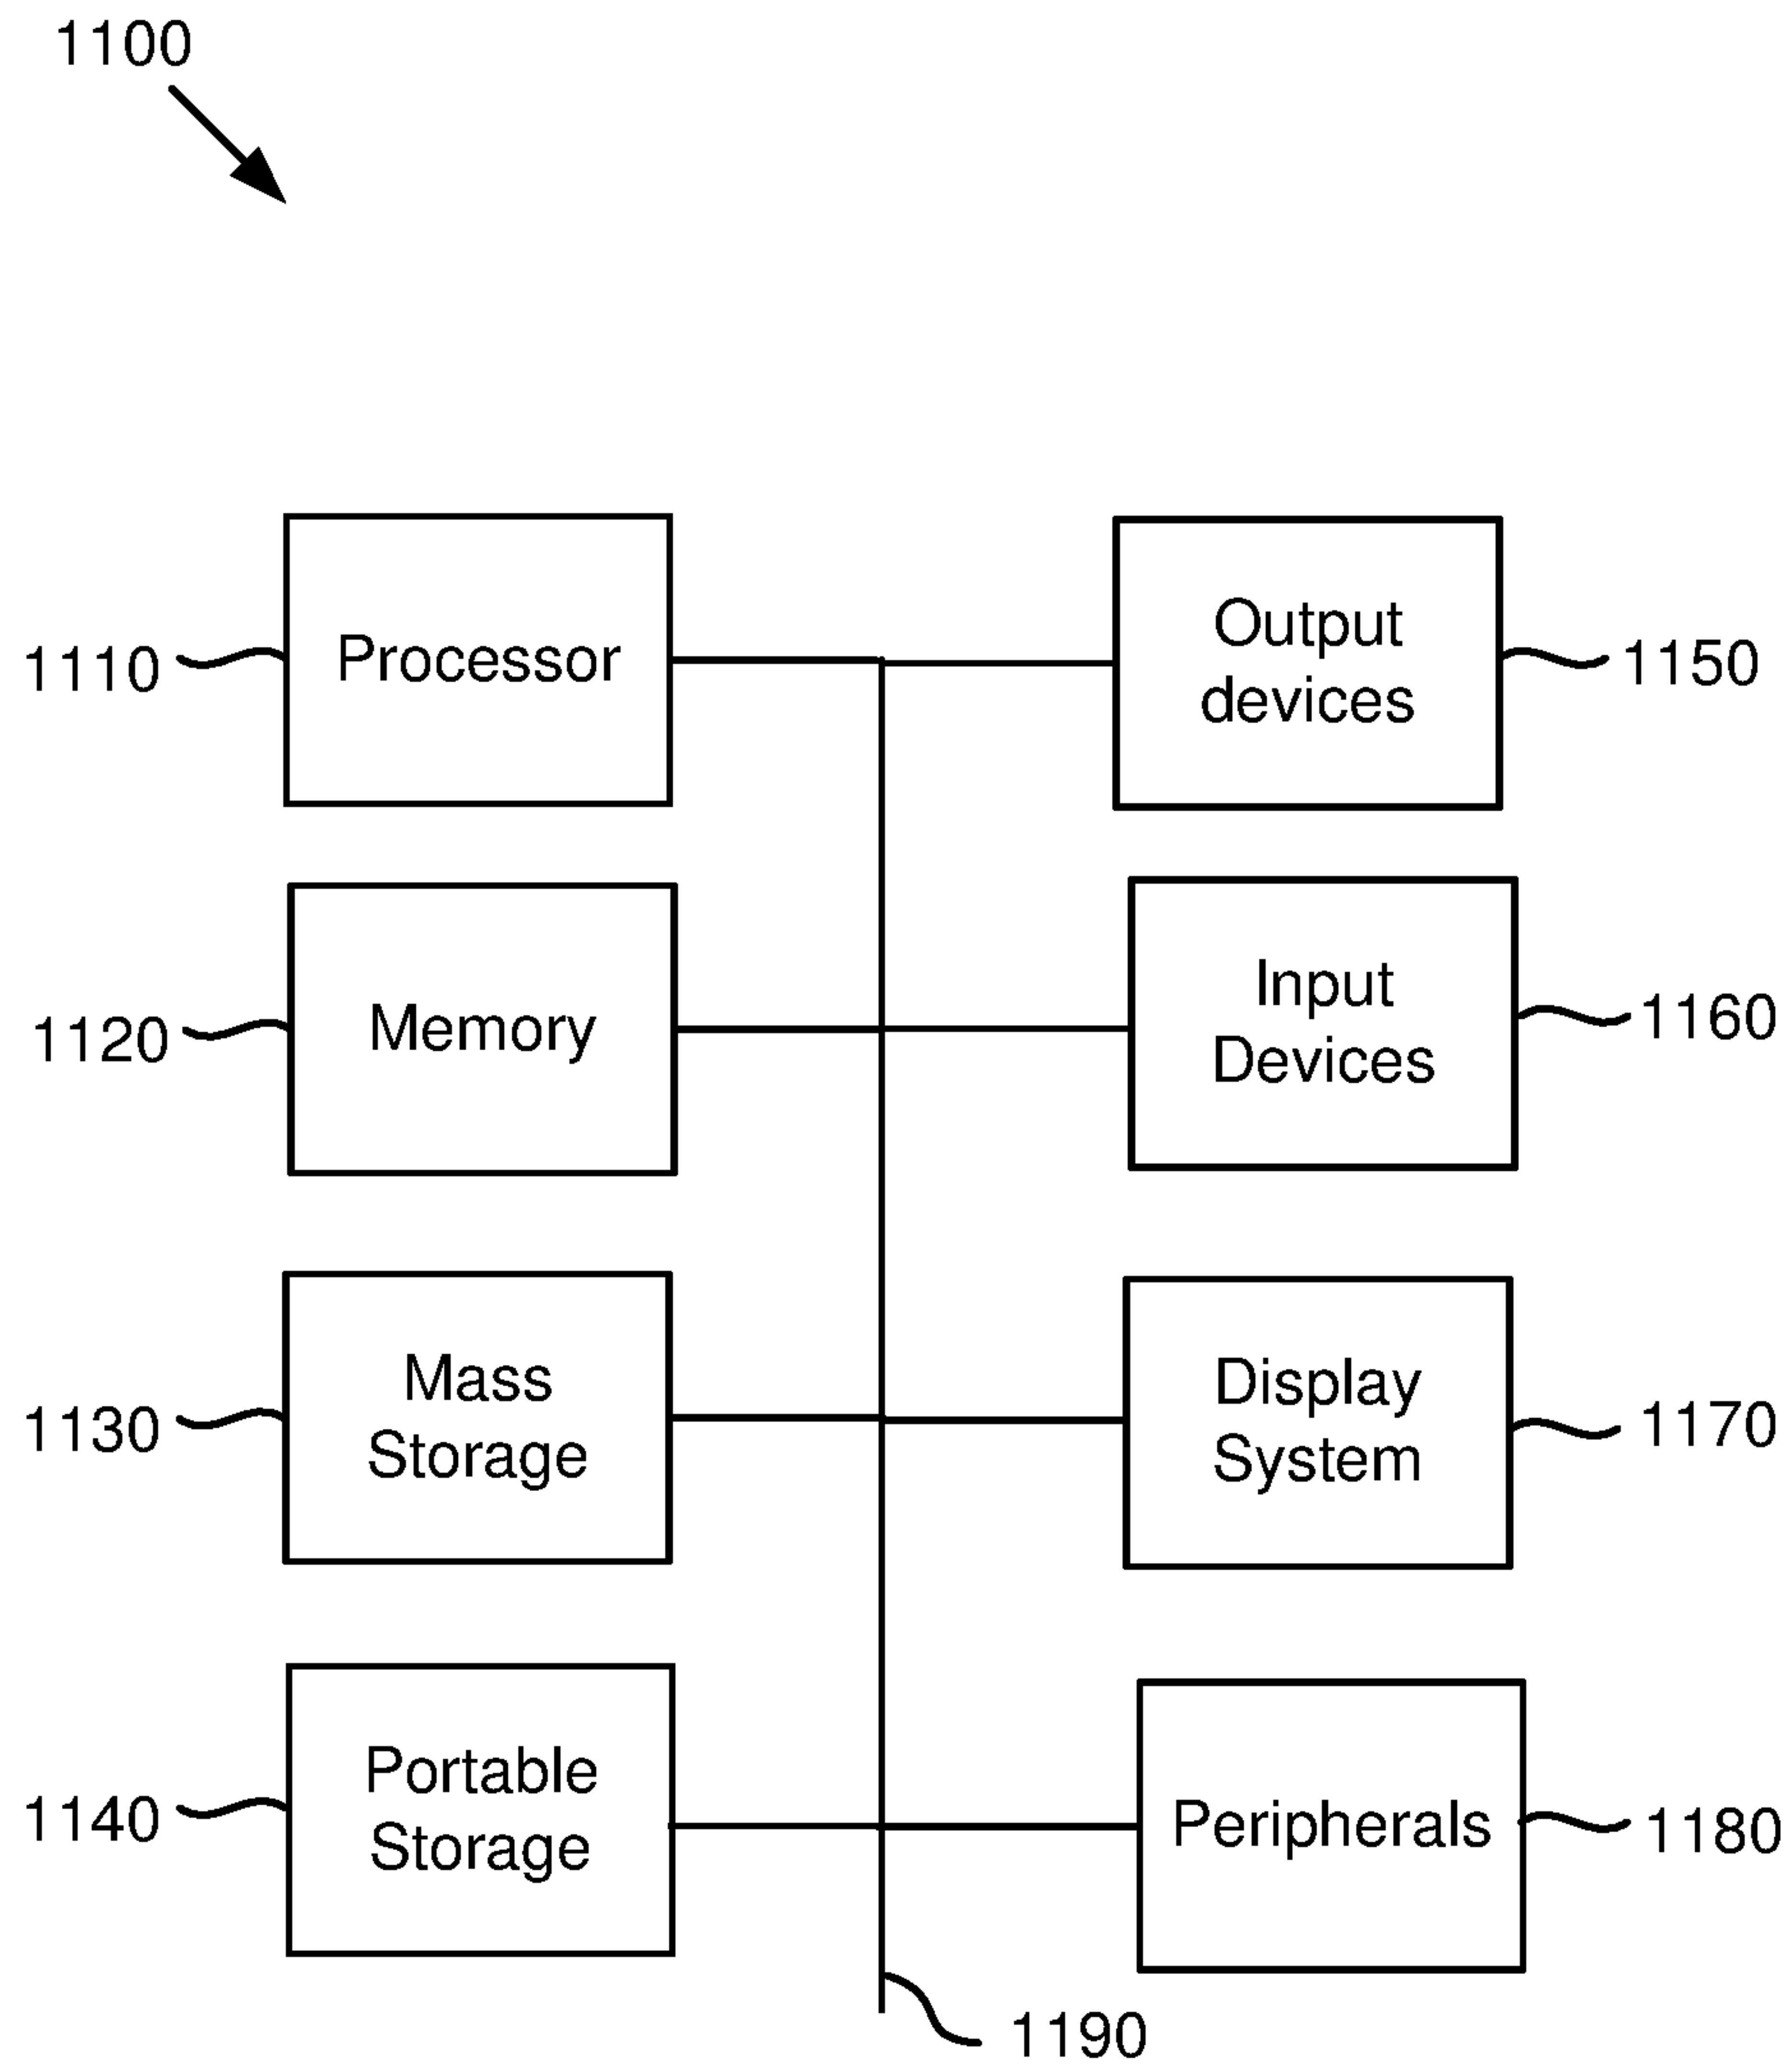 1100
1110
Processor
Output
devices
1150
1120
Memory
Input
Devices
1160
1130
Mass
Storage
Display
System
1170
1140
Portable
Storage
Peripherals
1180
1190